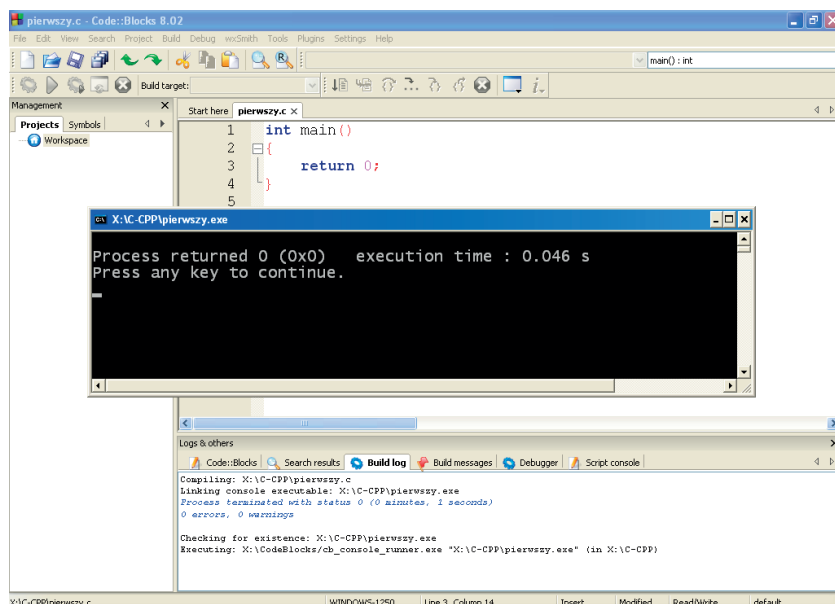 pierwszy.c - Code::Blocks 8.02
File Edit View Search Project Build Debug wxSmith Tools Plugins Settings Help
main() : int
Build target:
Management
Projects Symbols
Workspace
Start here pierwszy.c
1 int main()
2 {
3 return 0;
4 }
5
X:\C-CPP\pierwszy.exe
Process returned 0 (0x0) execution time : 0.046 s
Press any key to continue.
Logs & others
Code::Blocks Search results Build log Build messages Debugger Script console
Compiling: X:\C-CPP\pierwszy.c
Linking console executable: X:\C-CPP\pierwszy.exe
Process terminated with status 0 (0 minutes, 1 seconds)
0 errors, 0 warnings
Checking for existence: X:\C-CPP\pierwszy.exe
Executing: X:\CodeBlocks/cb_console_runner.exe "X:\C-CPP\pierwszy.exe" (in X:\C-CPP)
X:\C-CPP\pierwszy.c WINDOWS-1250 Line 3, Column 14 Insert Modified Read/Write default